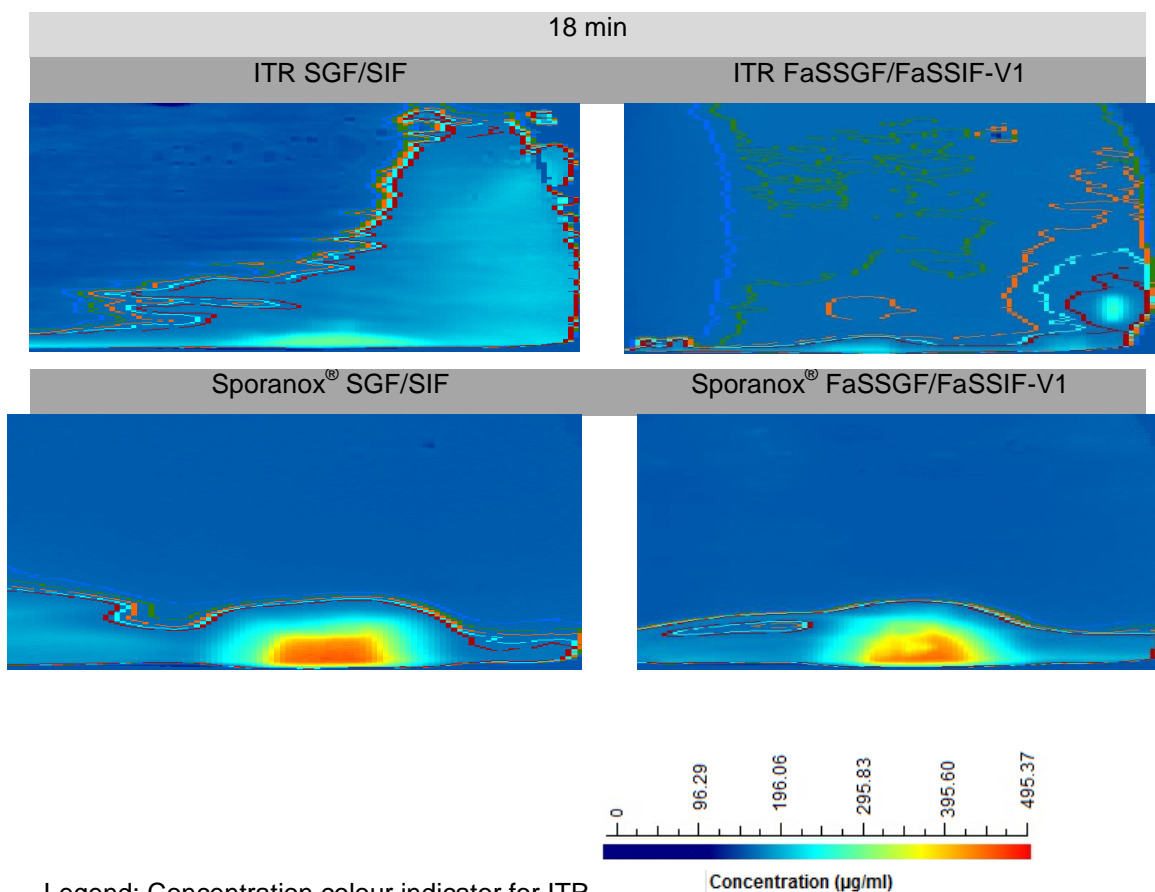 18 min
ITR SGF/SIF
ITR FaSSGF/FaSSIF-V1
Sporanox® SGF/SIF
Sporanox® FaSSGF/FaSSIF-V1
0
96.29
196.06
295.83
395.60
495.37
Concentration (µg/ml)
Legend: Concentration colour indicator for ITR